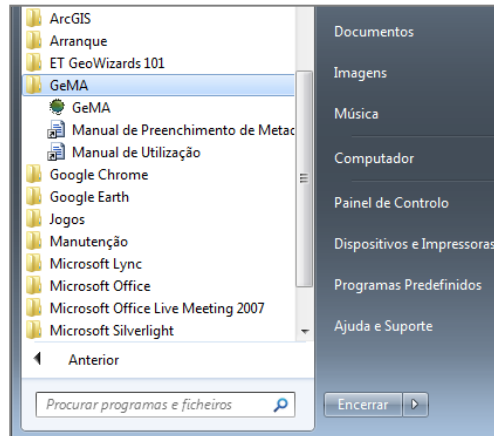 ArcGIS
Arranque
ET GeoWizards 101
GeMA
GeMA
Manual de Preenchimento de Metac
Manual de Utilização
Google Chrome
Google Earth
Jogos
Manutenção
Microsoft Lync
Microsoft Office
Microsoft Office Live Meeting 2007
Microsoft Silverlight
Anterior
Procurar programas e ficheiros
Documentos
Imagens
Música
Computador
Painel de Controlo
Dispositivos e Impressoras
Programas Predefinidos
Ajuda e Suporte
Encerrar